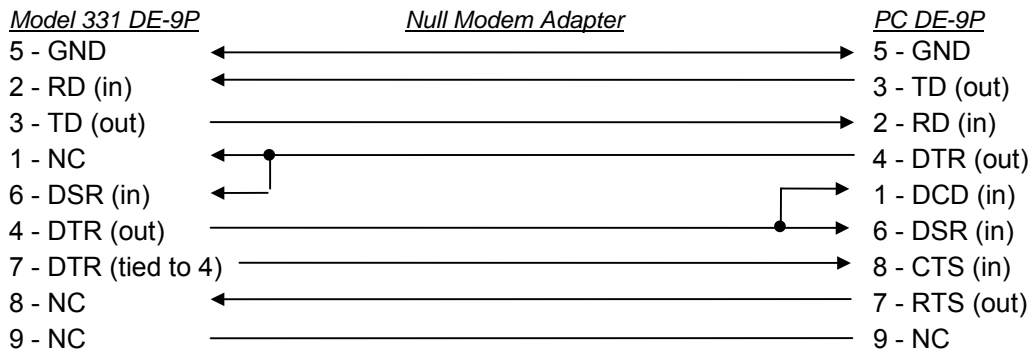 Model 331 DE-9P Null Modem Adapter PC DE-9P
5 - GND 5 - GND
2 - RD (in) 3 - TD (out)
3 - TD (out) 2 - RD (in)
1 - NC 4 - DTR (out)
6 - DSR (in) 1 - DCD (in)
4 - DTR (out) 6 - DSR (in)
7 - DTR (tied to 4) 8 - CTS (in)
8 - NC 7 - RTS (out)
9 - NC 9 - NC